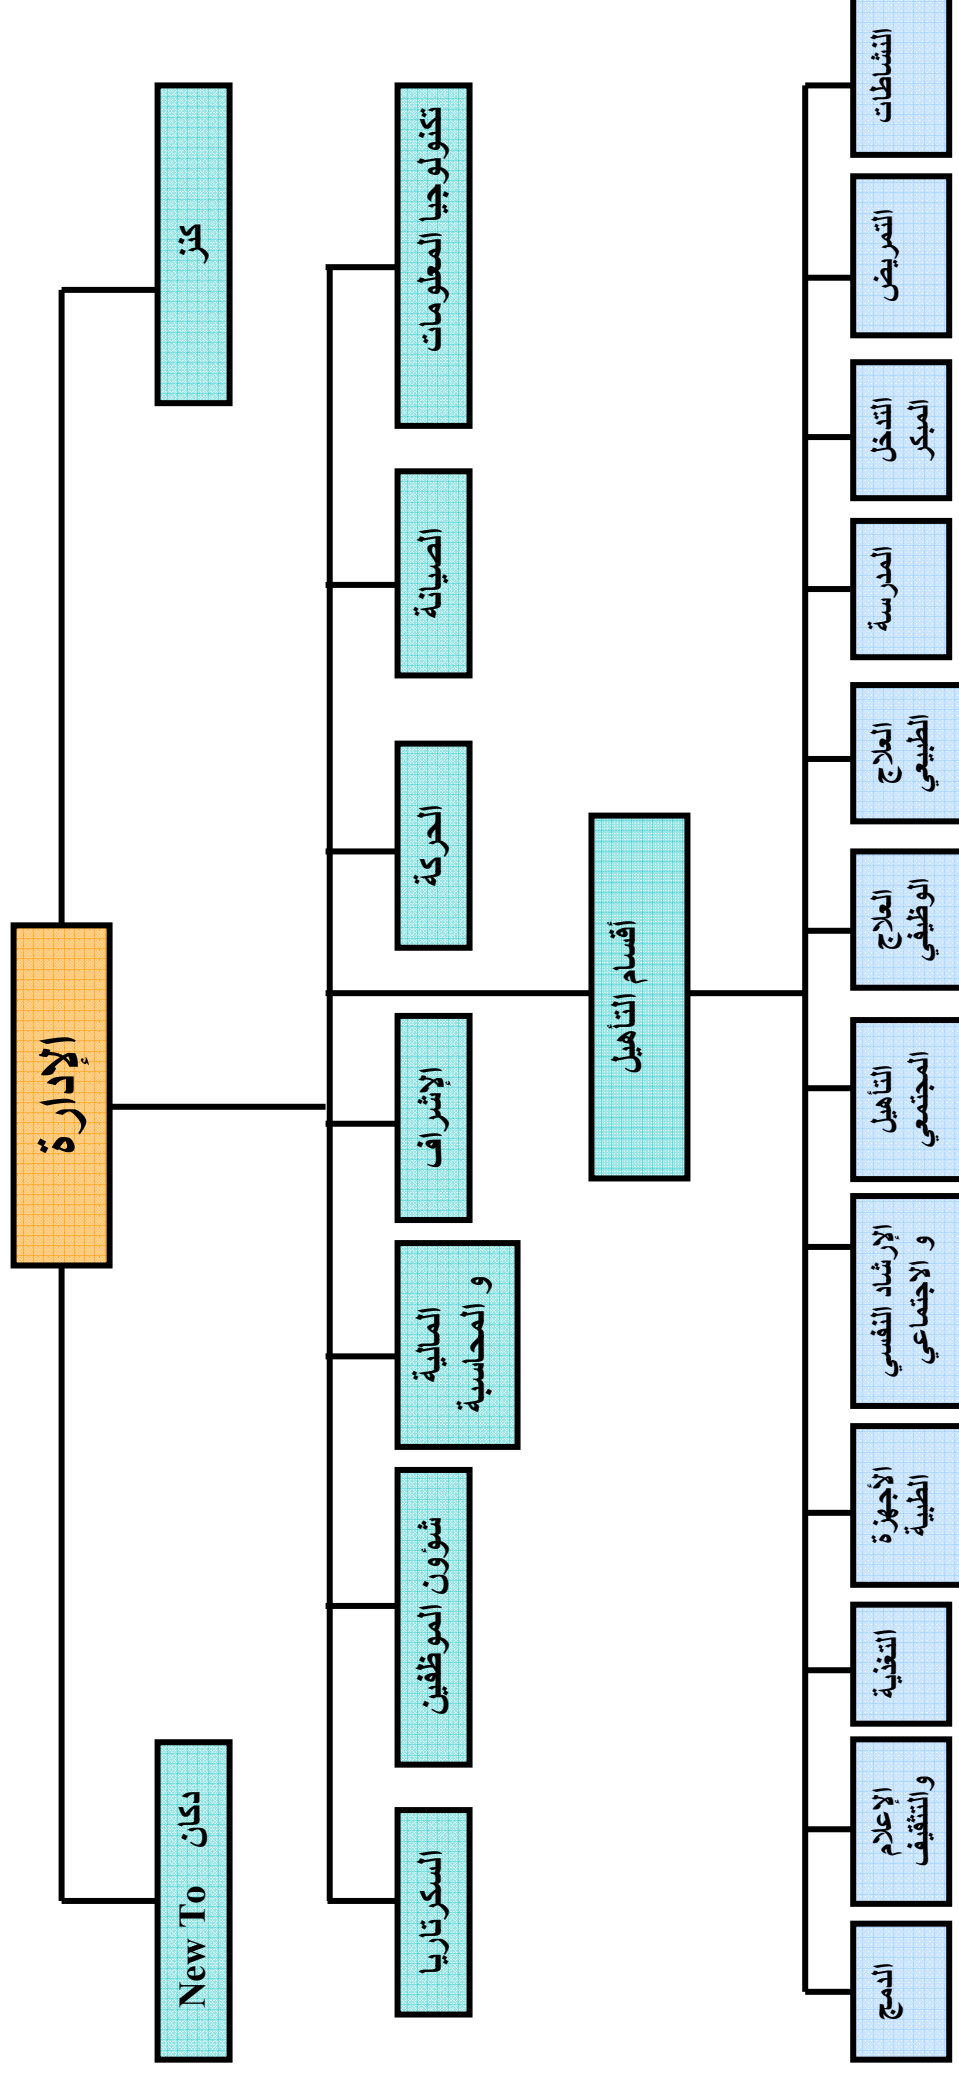 الإدارة
كنز
دكان New To
تكنولوجيا المعلومات
الصيانة
الحركة
الإشراف
المالية
و المحاسبة
شؤون الموظفين
السكرتاريا
أقسام التأهيل
النشاطات
التمريض
التدخل
المبكر
المدرسة
العلاج
الطبيعي
العلاج
الوظيفي
التأهيل
المجتمعي
الإرشاد النفسي
و الاجتماعي
الأجهزة
الطبية
التغذية
الإعلام
والتثقيف
الدمج